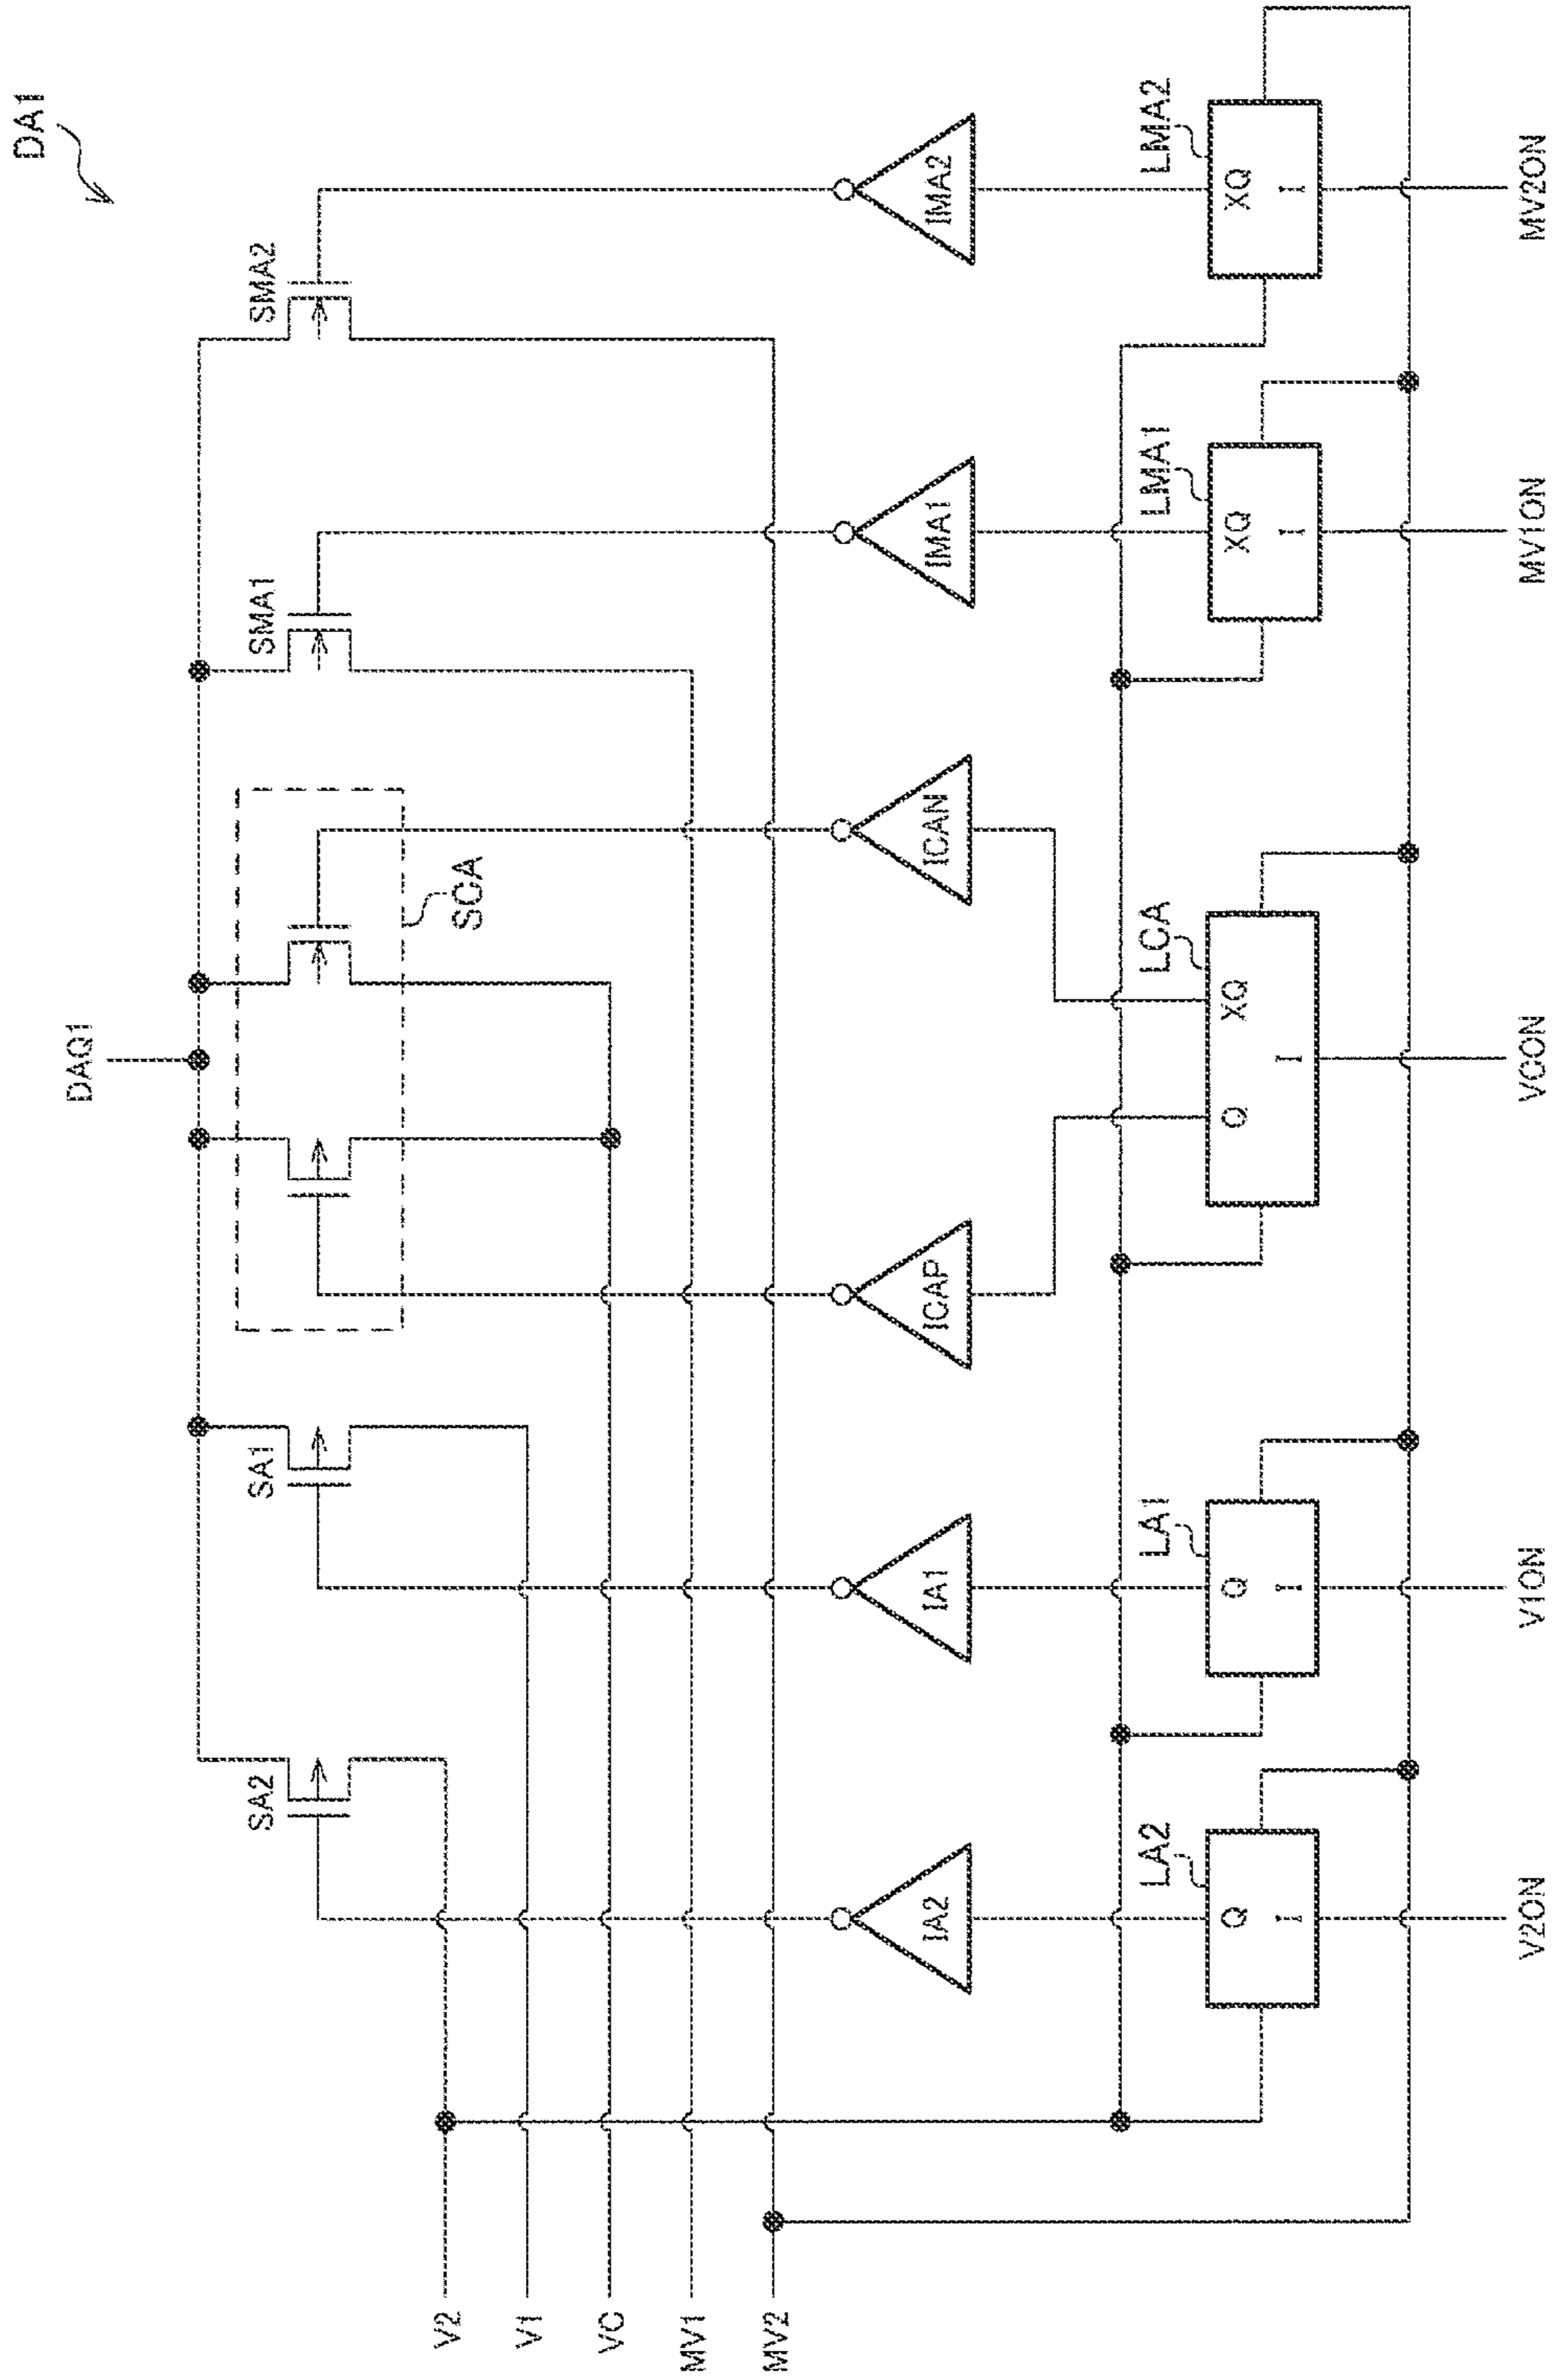 DA1
DAQ1
SA2
SA1
SCA
SMA1
SMA2
V2
V1
VC
MV1
MV2
IA2
IA1
ICAP
ICAN
IMA1
IMA2
LA2
LA1
LCA
LMA1
LMA2
Q
I
Q
I
Q
XQ
I
XQ
I
XQ
I
V2ON
V1ON
VCON
MV1ON
MV2ON